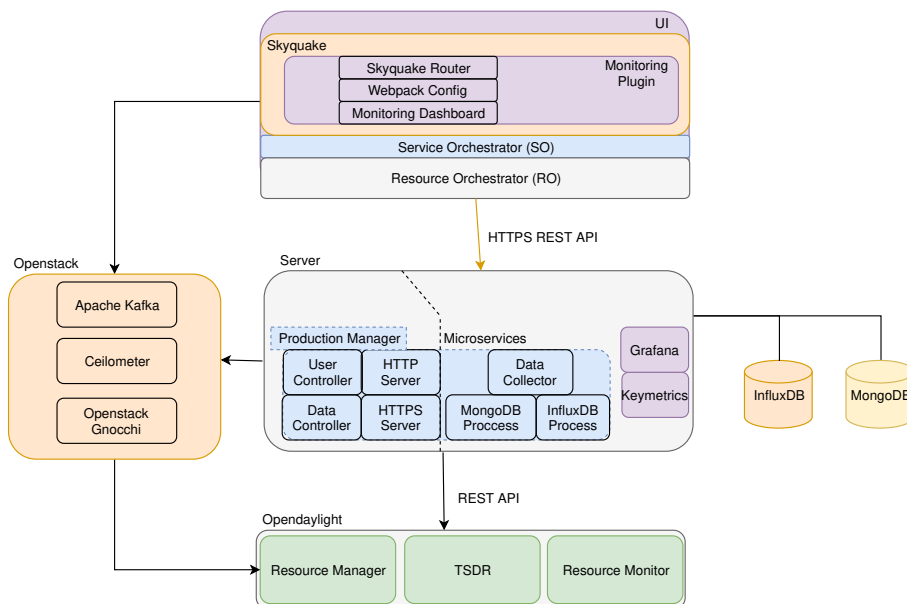 UI
Skyquake
Skyquake Router
Webpack Config
Monitoring Dashboard
Monitoring
Plugin
Service Orchestrator (SO)
Resource Orchestrator (RO)
HTTPS REST API
Openstack
Apache Kafka
Ceilometer
Openstack
Gnocchi
Server
Production Manager
Microservices
User
Controller
HTTP
Server
Data
Collector
Data
Controller
HTTPS
Server
MongoDB
Proccess
InfluxDB
Process
Grafana
Keymetrics
InfluxDB
MongoDB
REST API
Opendaylight
Resource Manager
TSDR
Resource Monitor